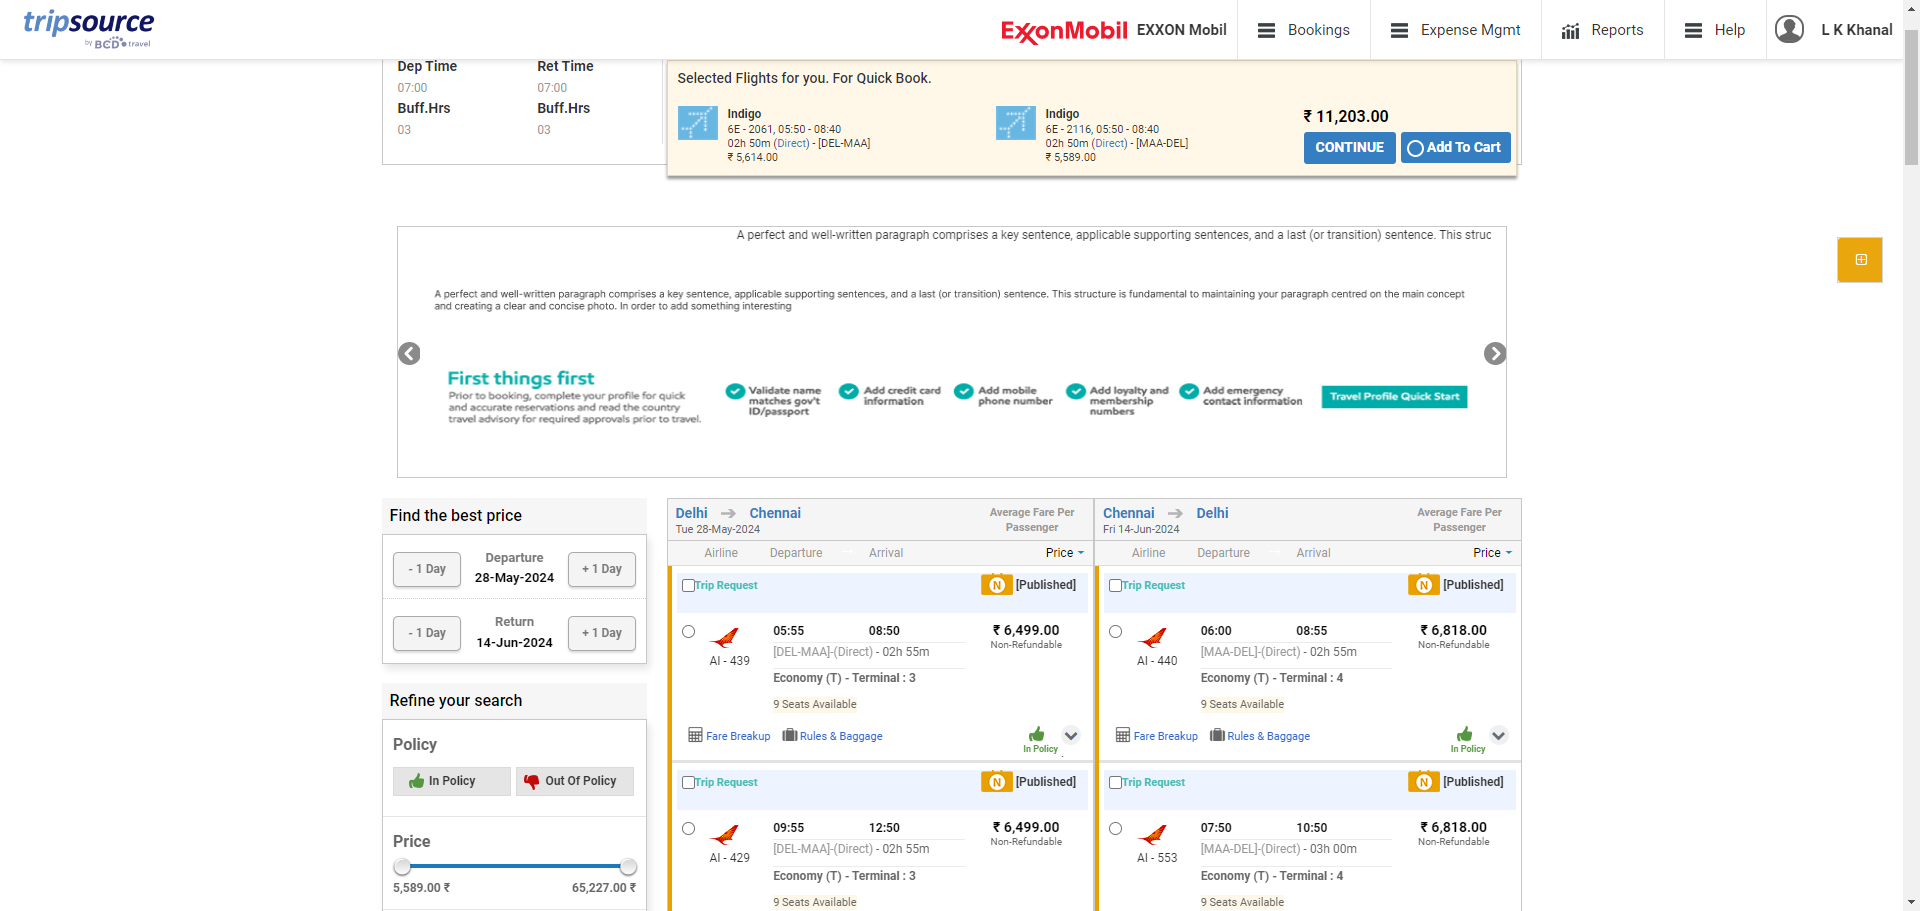 tripsource
by BCD travel
ExxonMobil
EXXON Mobil
Bookings
Expense Mgmt
Reports
Help
L K Khanal
Dep Time
Ret Time
07:00
07:00
Buff.Hrs
Buff.Hrs
03
03
Selected Flights for you. For Quick Book.
Indigo
6E - 2061, 05:50 - 08:40
02h 50m (Direct) - [DEL-MAA]
₹ 5,614.00
Indigo
6E - 2116, 05:50 - 08:40
02h 50m (Direct) - [MAA-DEL]
₹ 5,589.00
₹ 11,203.00
CONTINUE
Add To Cart
A perfect and well-written paragraph comprises a key sentence, applicable supporting sentences, and a last (or transition) sentence. This struc
A perfect and well-written paragraph comprises a key sentence, applicable supporting sentences, and a last (or transition) sentence. This structure is fundamental to maintaining your paragraph centred on the main concept
and creating a clear and concise photo. In order to add something interesting
First things first
Prior to booking, complete your profile for quick
and accurate reservations and read the country
travel advisory for required approvals prior to travel.
Validate name
matches gov't
ID/passport
Add credit card
information
Add mobile
phone number
Add loyalty and
membership
numbers
Add emergency
contact information
Travel Profile Quick Start
Find the best price
- 1 Day
Departure
28-May-2024
+ 1 Day
- 1 Day
Return
14-Jun-2024
+ 1 Day
Refine your search
Policy
In Policy
Out Of Policy
Price
5,589.00 ₹
65,227.00 ₹
Delhi
Chennai
Tue 28-May-2024
Average Fare Per
Passenger
Airline
Departure
Arrival
Price
Trip Request
N
[Published]
05:55
08:50
₹ 6,499.00
[DEL-MAA]-(Direct) - 02h 55m
Non-Refundable
AI - 439
Economy (T) - Terminal : 3
9 Seats Available
Fare Breakup
Rules & Baggage
In Policy
Trip Request
N
[Published]
09:55
12:50
₹ 6,499.00
[DEL-MAA]-(Direct) - 02h 55m
Non-Refundable
AI - 429
Economy (T) - Terminal : 3
9 Seats Available
Chennai
Delhi
Fri 14-Jun-2024
Average Fare Per
Passenger
Airline
Departure
Arrival
Price
Trip Request
N
[Published]
06:00
08:55
₹ 6,818.00
[MAA-DEL]-(Direct) - 02h 55m
Non-Refundable
AI - 440
Economy (T) - Terminal : 4
9 Seats Available
Fare Breakup
Rules & Baggage
In Policy
Trip Request
N
[Published]
07:50
10:50
₹ 6,818.00
[MAA-DEL]-(Direct) - 03h 00m
Non-Refundable
AI - 553
Economy (T) - Terminal : 4
9 Seats Available